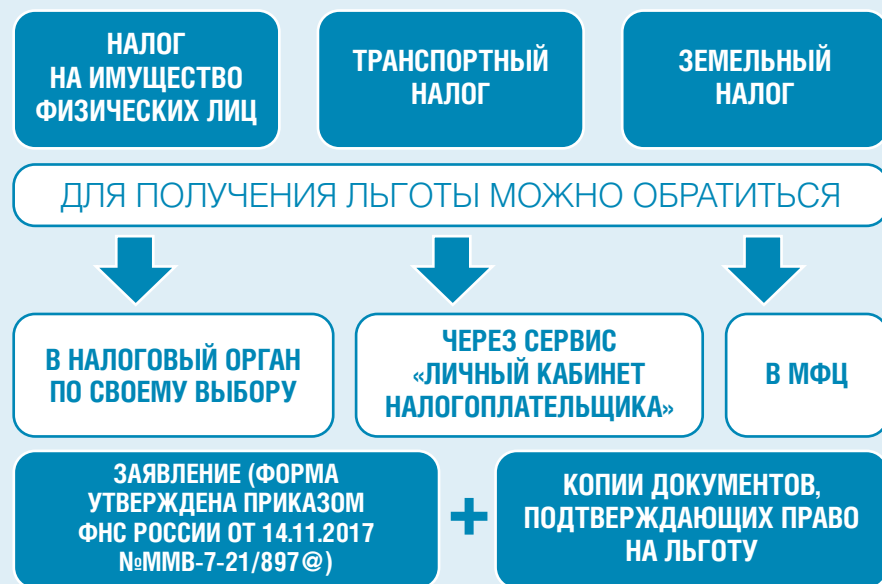 НАЛОГ
НА ИМУЩЕСТВО
ФИЗИЧЕСКИХ ЛИЦ
ТРАНСПОРТНЫЙ
НАЛОГ
ЗЕМЕЛЬНЫЙ
НАЛОГ
ДЛЯ ПОЛУЧЕНИЯ ЛЬГОТЫ МОЖНО ОБРАТИТЬСЯ
В НАЛОГОВЫЙ ОРГАН
ПО СВОЕМУ ВЫБОРУ
ЧЕРЕЗ СЕРВИС
«ЛИЧНЫЙ КАБИНЕТ
НАЛОГОПЛАТЕЛЬЩИКА»
В МФЦ
ЗАЯВЛЕНИЕ (ФОРМА
УТВЕРЖДЕНА ПРИКАЗОМ
ФНС РОССИИ ОТ 14.11.2017
№ММВ-7-21/897@)
+
КОПИИ ДОКУМЕНТОВ,
ПОДТВЕРЖДАЮЩИХ ПРАВО
НА ЛЬГОТУ